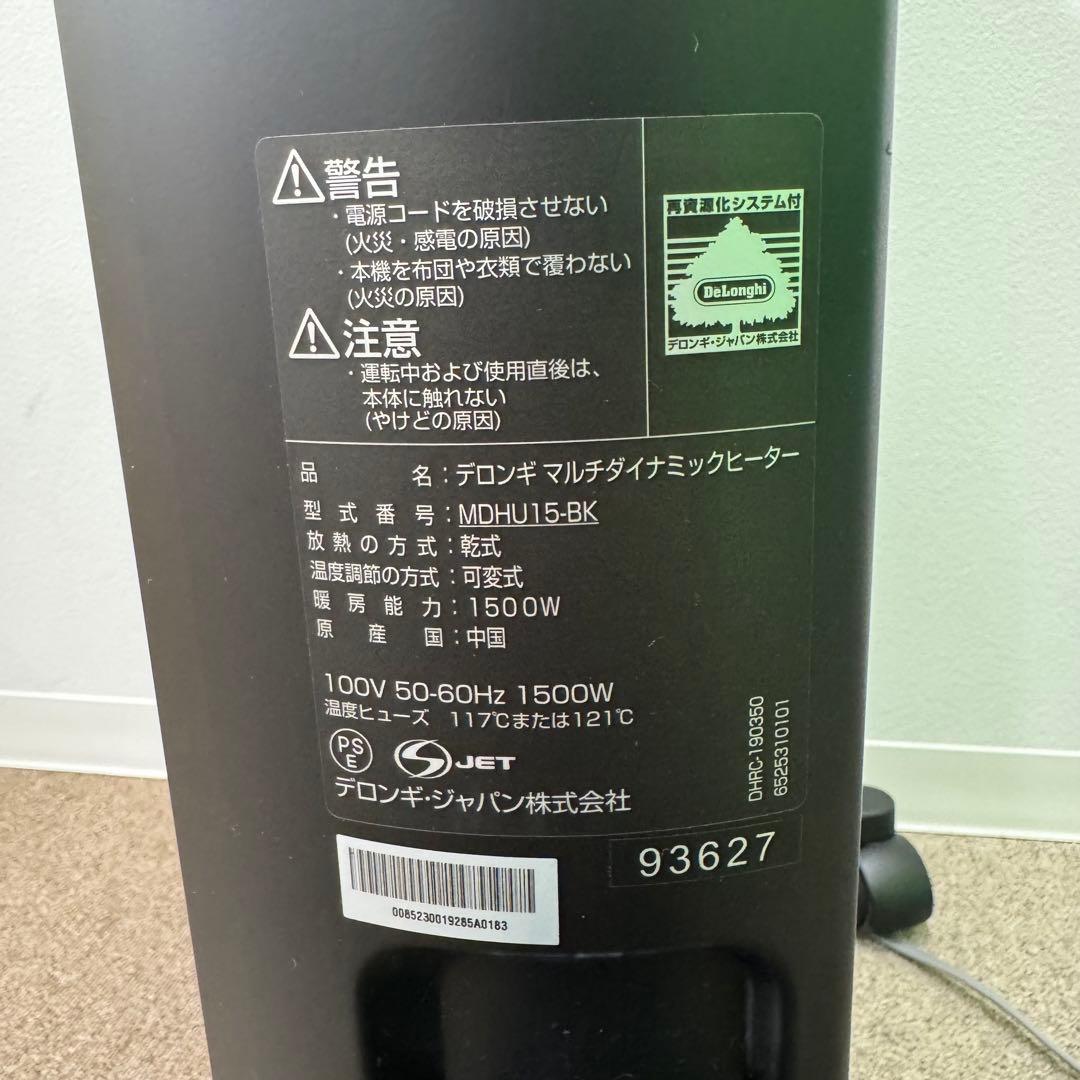 警告
・電源コードを破損させない
(火災・感電の原因)
・本機を布団や衣類で覆わない
(火災の原因)
注意
・運転中および使用直後は、
本体に触れない
(やけどの原因)
再資源化システム付
DeLonghi
デロンギ・ジャパン株式会社
品名：デロンギ マルチダイナミックヒーター
型式番号：MDHU15-BK
放熱の方式：乾式
温度調節の方式：可変式
暖房能力：1500W
原産国：中国
100V 50-60Hz 1500W
温度ヒューズ 117℃または121℃
PSE
JET
デロンギ・ジャパン株式会社
DHRC-190350
6525310101
93627
0085230019285A0183